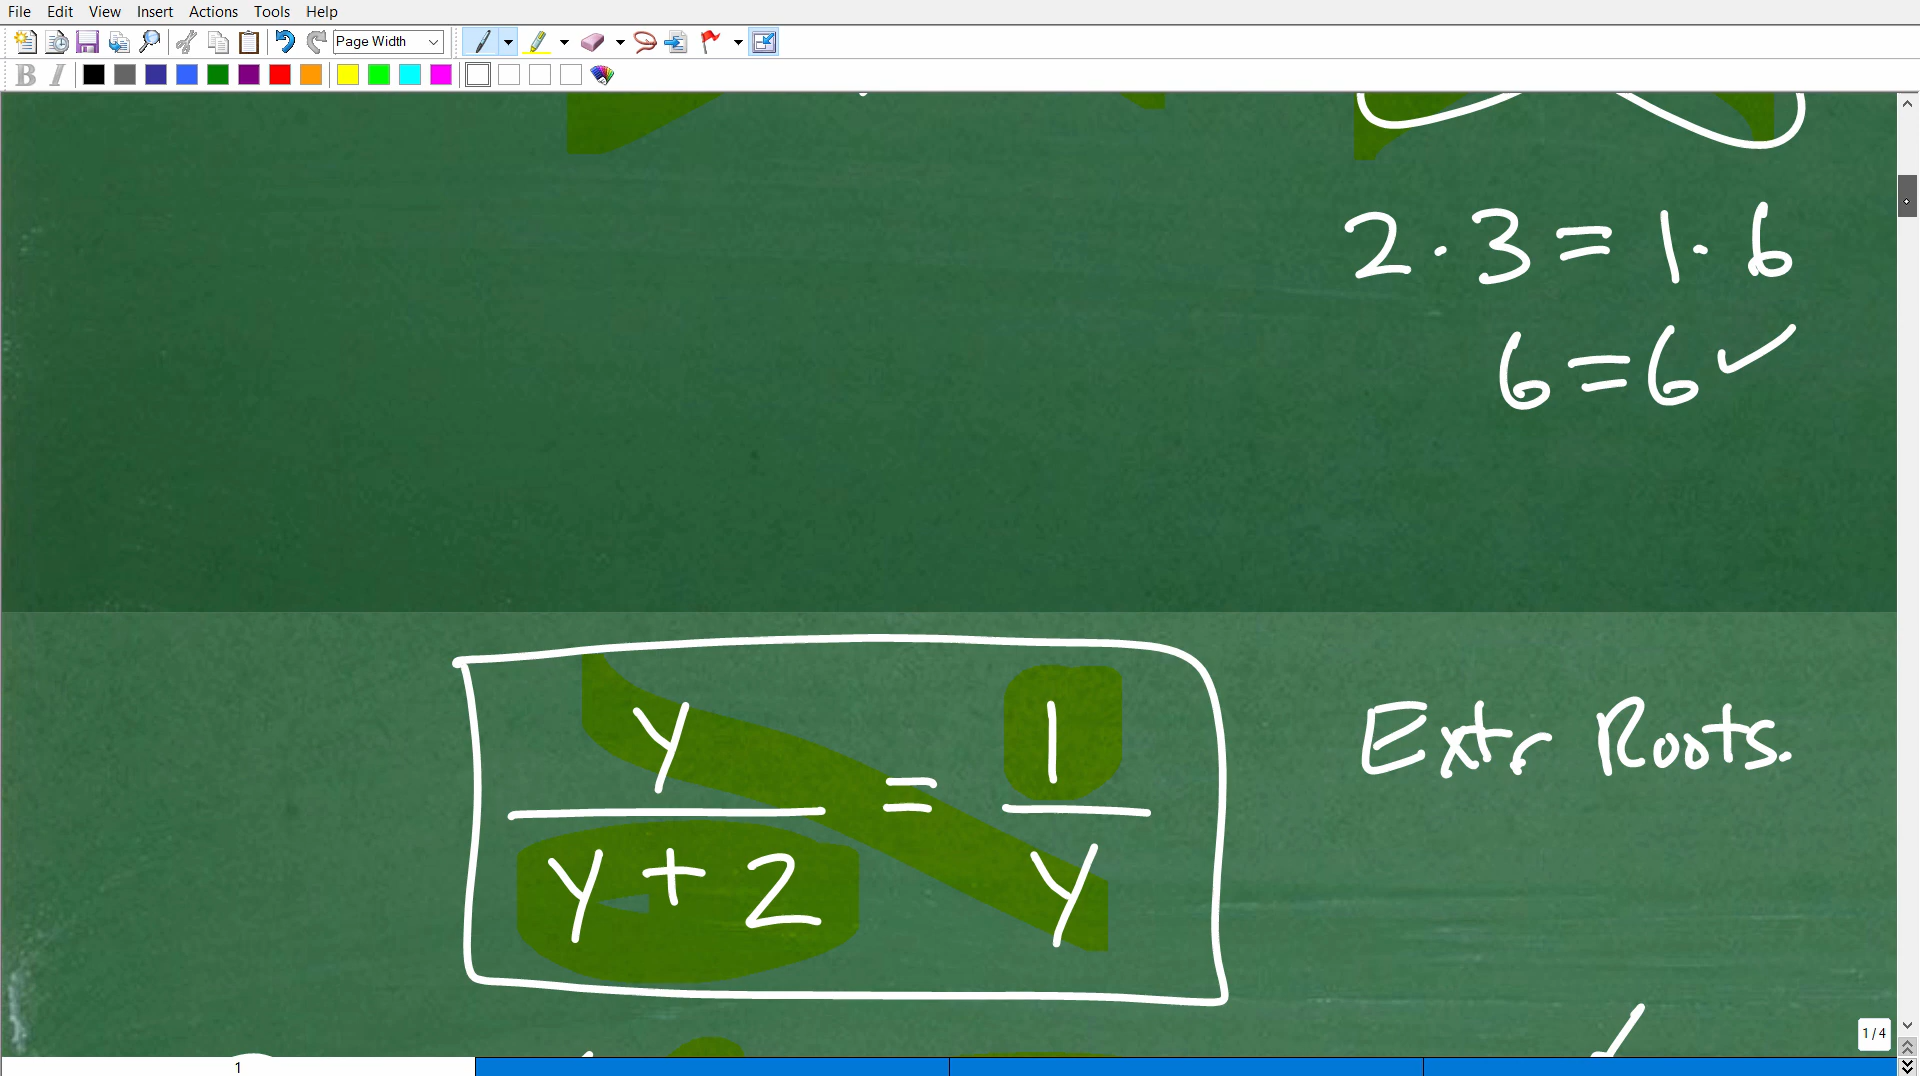 File Edit View Insert Actions Tools Help
Page Width
B I
2 · 3 = 1 · 6
6 = 6 ✓
y = 1
y + 2 y
Extr Roots.
1 / 4
1